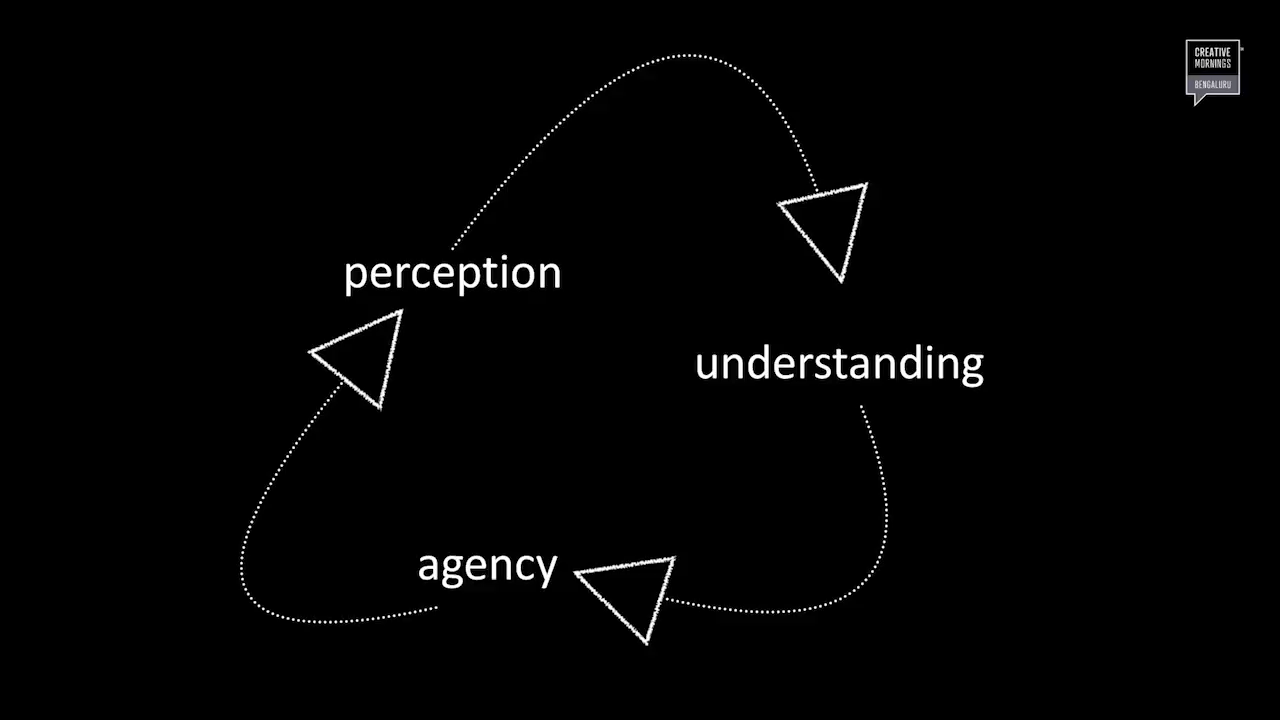 CREATIVE
MORNINGS
BENGALURU
perception
understanding
agency